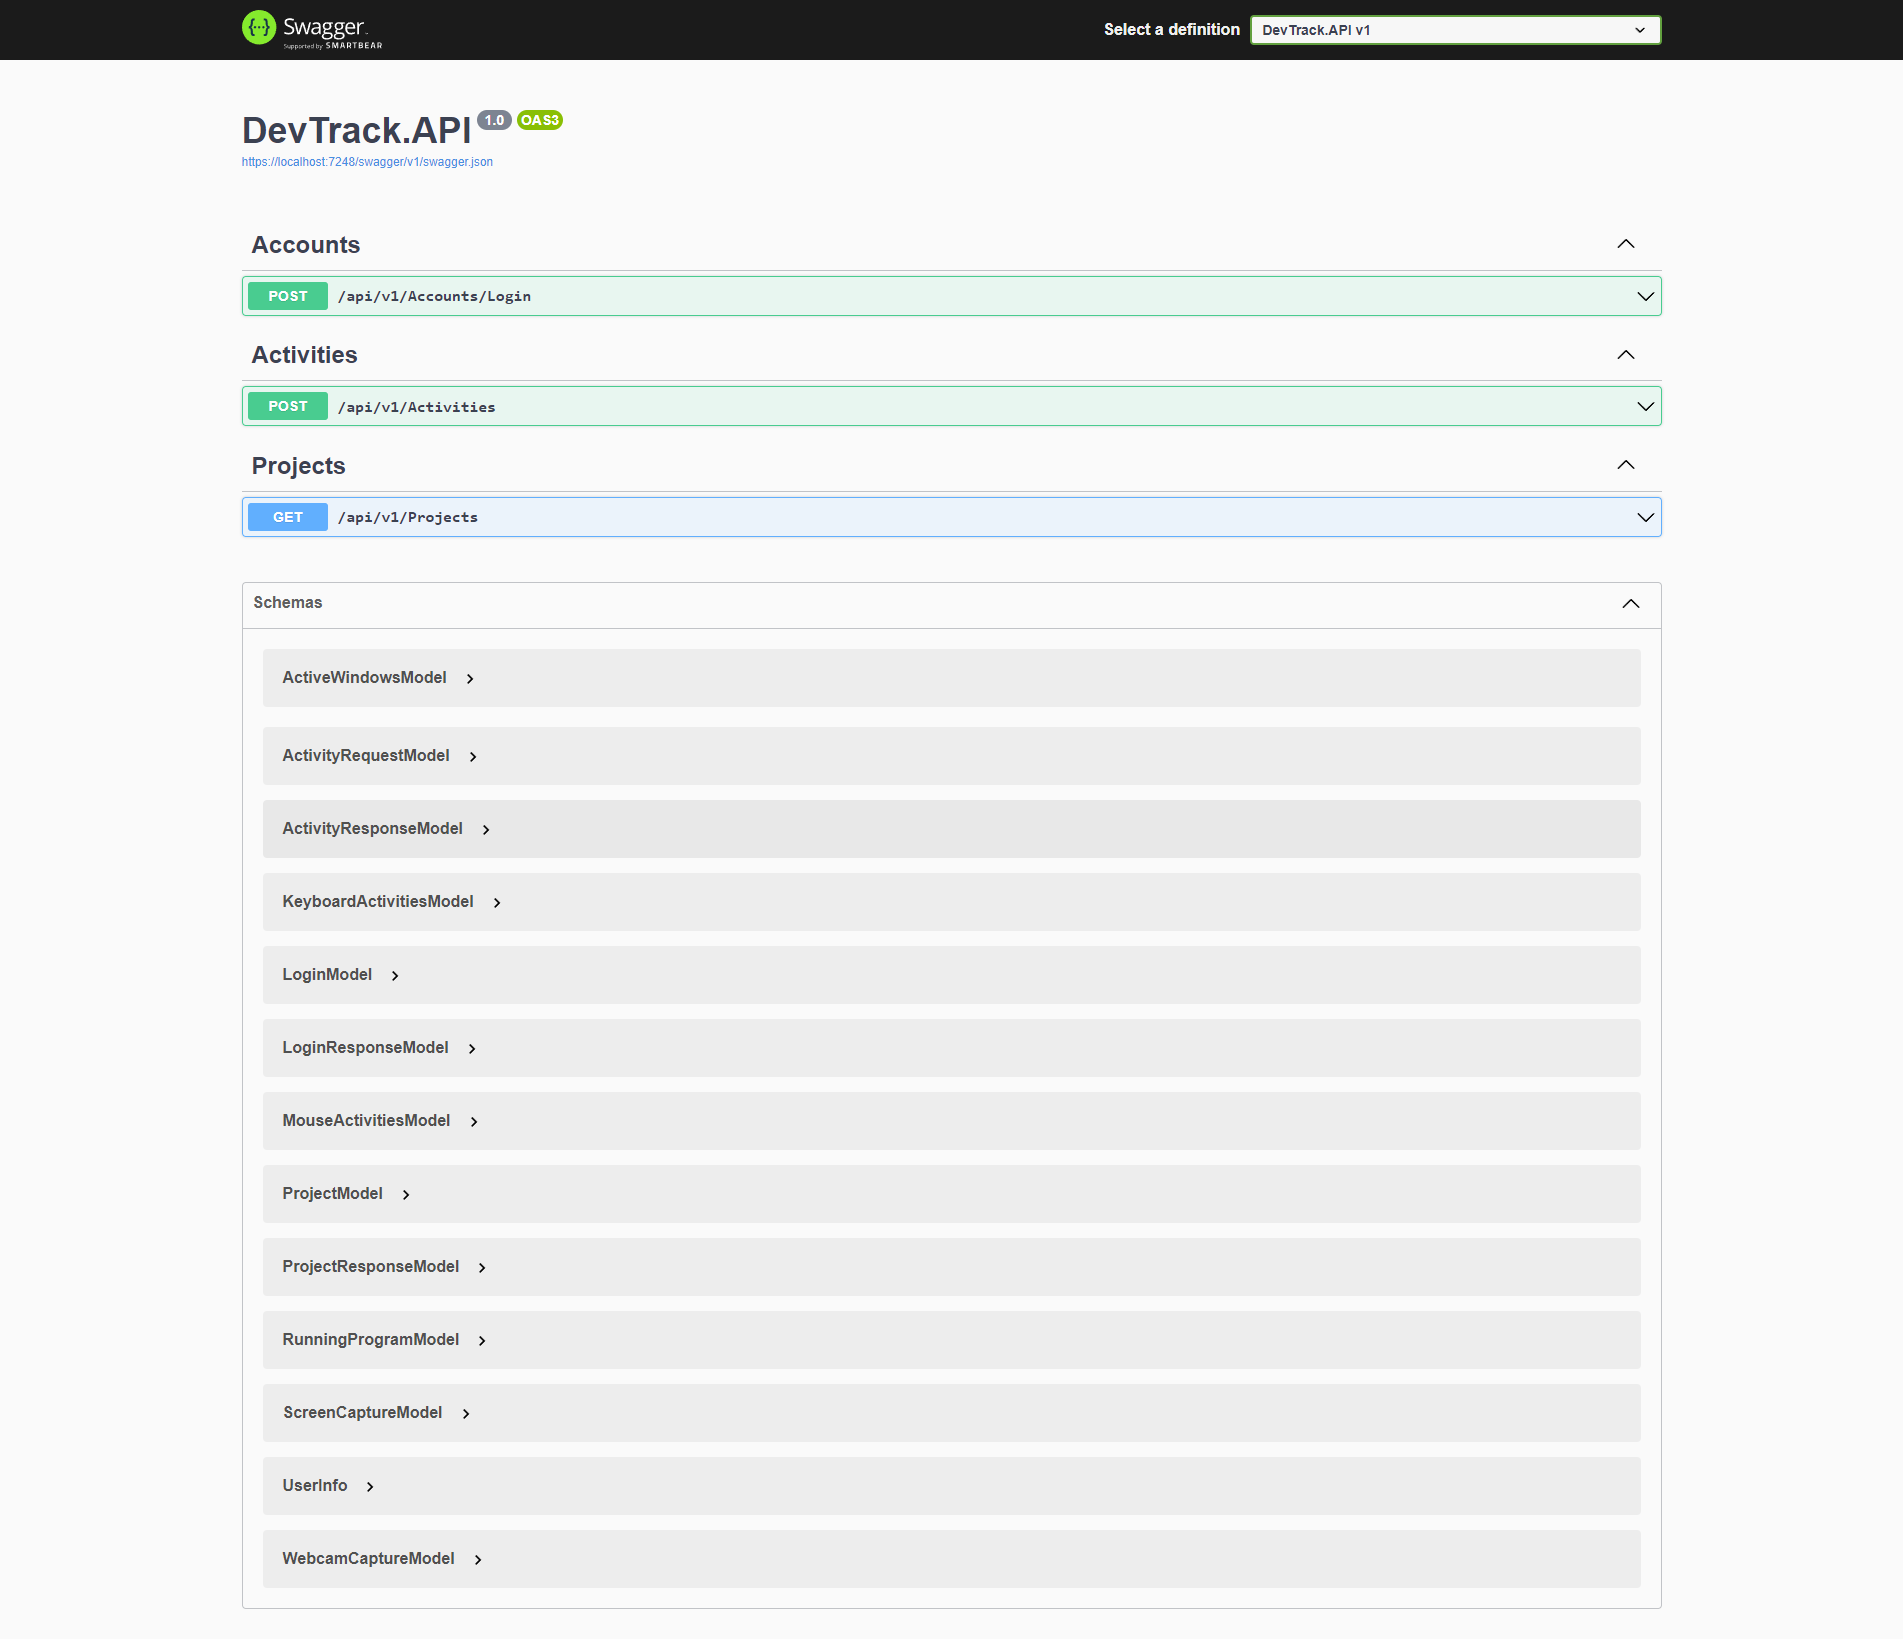 Swagger
Supported by SMARTBEAR
Select a definition
DevTrack.API v1
DevTrack.API 1.0 OAS3
https://localhost:7248/swagger/v1/swagger.json
Accounts
POST /api/v1/Accounts/Login
Activities
POST /api/v1/Activities
Projects
GET /api/v1/Projects
Schemas
ActiveWindowsModel
ActivityRequestModel
ActivityResponseModel
KeyboardActivitiesModel
LoginModel
LoginResponseModel
MouseActivitiesModel
ProjectModel
ProjectResponseModel
RunningProgramModel
ScreenCaptureModel
UserInfo
WebcamCaptureModel